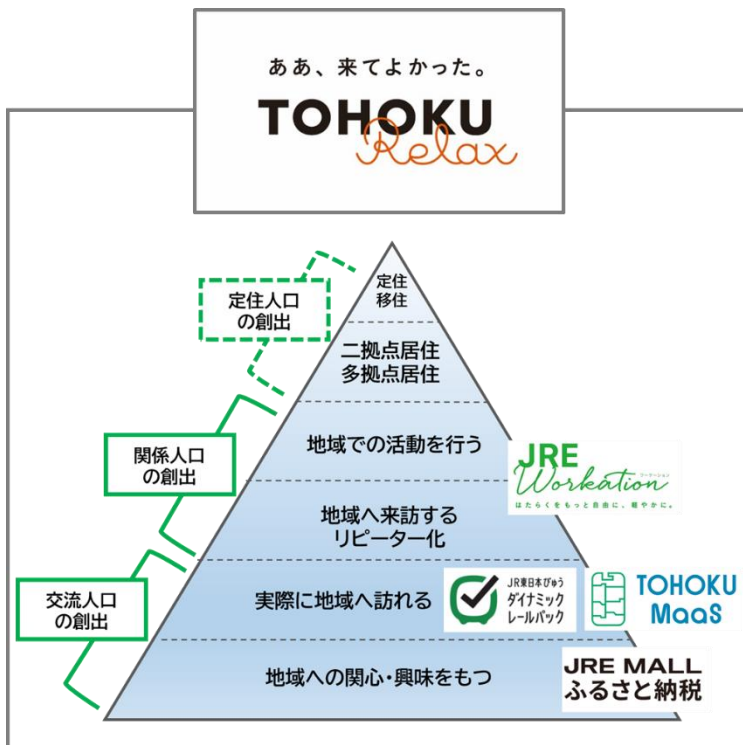 ああ、来てよかった。
TOHOKU
Relax
定住
移住
定住人口
の創出
二拠点居住
多拠点居住
地域での活動を行う
JRE
Workation
ワーケーション
はたらくをもっと自由に、軽やかに。
関係人口
の創出
地域へ来訪する
リピーター化
実際に地域へ訪れる
JR東日本びゅう
ダイナミック
レールパック
TOHOKU
MaaS
交流人口
の創出
地域への関心・興味をもつ
JRE MALL
ふるさと納税